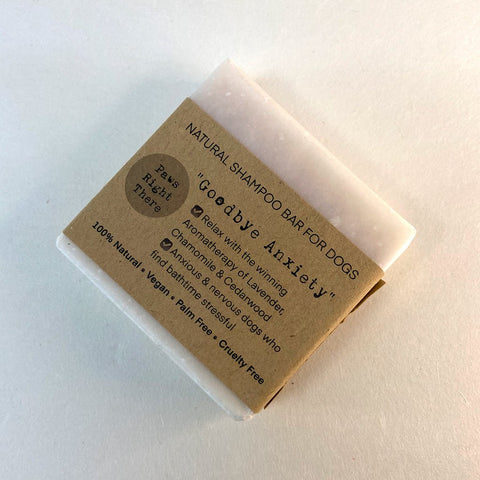 NATURAL SHAMPOO BAR FOR DOGS
Paws
Right
There
"Goodbye Anxiety"
Relax with the winning
Aromatherapy of Lavender,
Chamomile & Cedarwood
Anxious & nervous dogs who
find bathtime stressful
100% Natural • Vegan • Palm Free • Cruelty Free